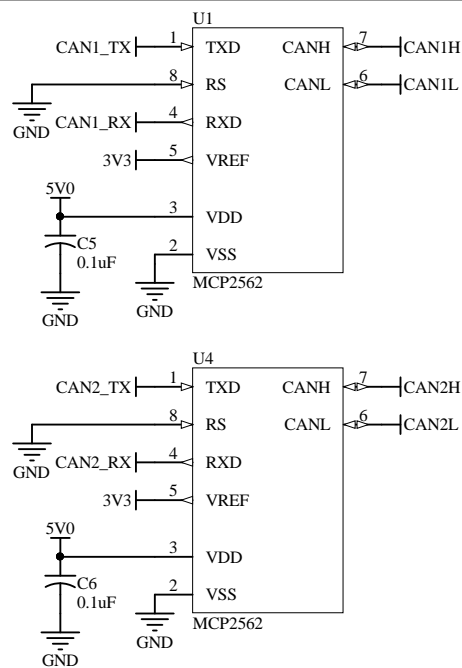 U1
CAN1_TX 1 TXD CANH 7 CAN1H
8 RS CANL 6 CAN1L
GND
CAN1_RX 4 RXD
3V3 5 VREF
5V0
3 VDD
C5
0.1uF
2 VSS
GND
GND
MCP2562
U4
CAN2_TX 1 TXD CANH 7 CAN2H
8 RS CANL 6 CAN2L
GND
CAN2_RX 4 RXD
3V3 5 VREF
5V0
3 VDD
C6
0.1uF
2 VSS
GND
GND
MCP2562